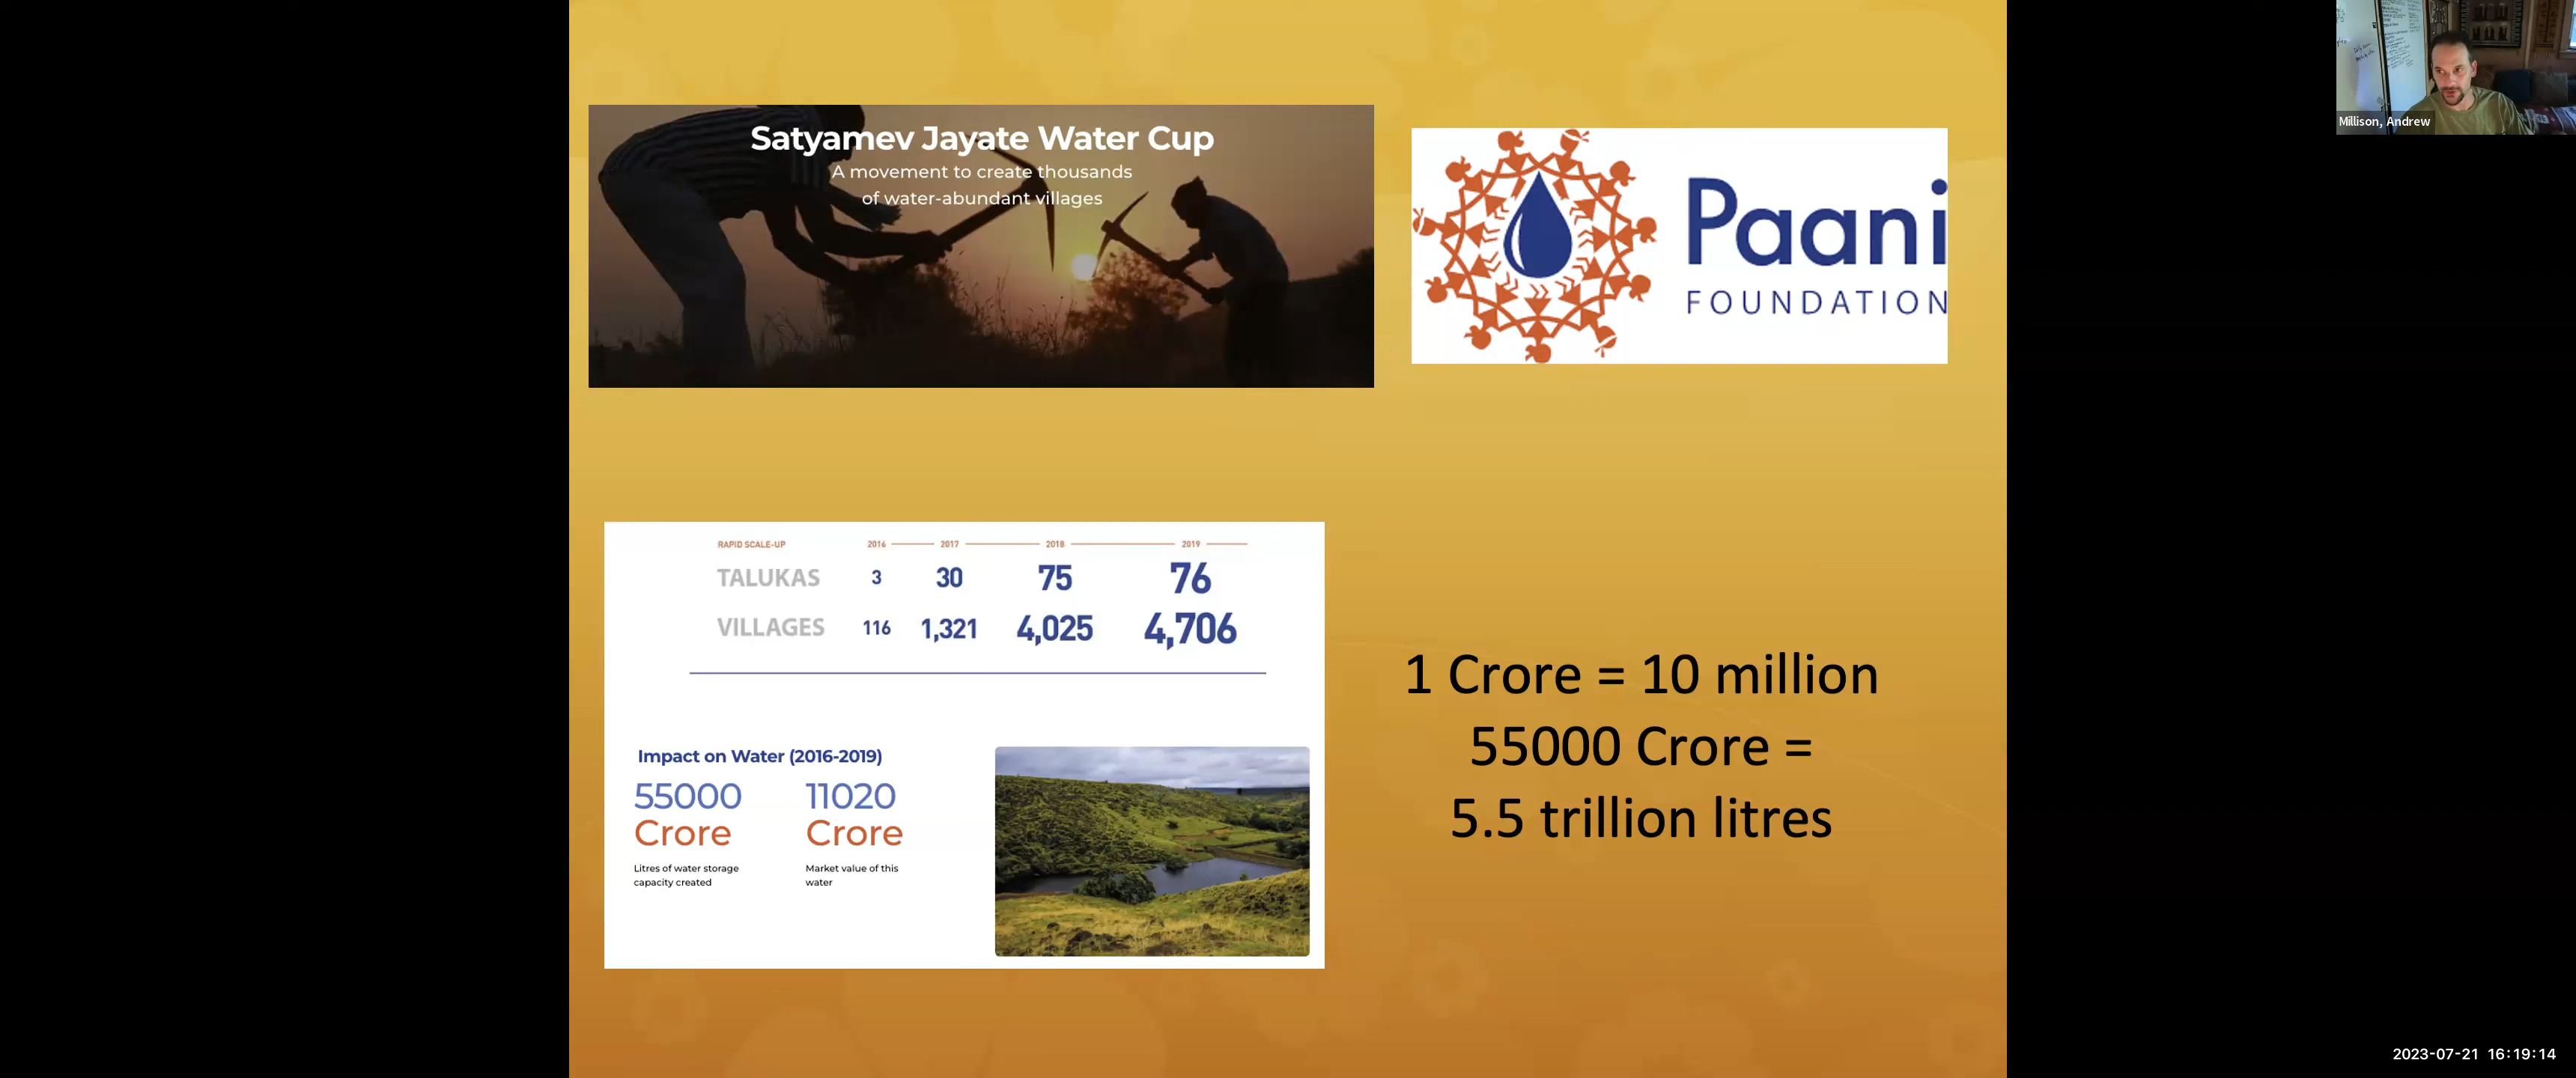 Satyamev Jayate Water Cup
A movement to create thousands
of water-abundant villages
Paani
FOUNDATION
Millison, Andrew
RAPID SCALE-UP 2016 2017 2018 2019
TALUKAS 3 30 75 76
VILLAGES 116 1,321 4,025 4,706
Impact on Water (2016-2019)
55000 11020
Crore Crore
Litres of water storage Market value of this
capacity created water
1 Crore = 10 million
55000 Crore =
5.5 trillion litres
2023-07-21 16:19:14